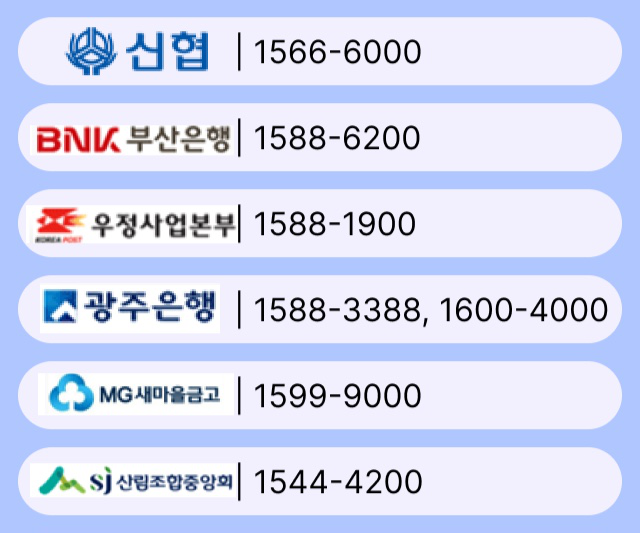 신협 | 1566-6000
BNK 부산은행 | 1588-6200
KOREA POST 우정사업본부 | 1588-1900
광주은행 | 1588-3388, 1600-4000
MG새마을금고 | 1599-9000
sj 산림조합중앙회 | 1544-4200